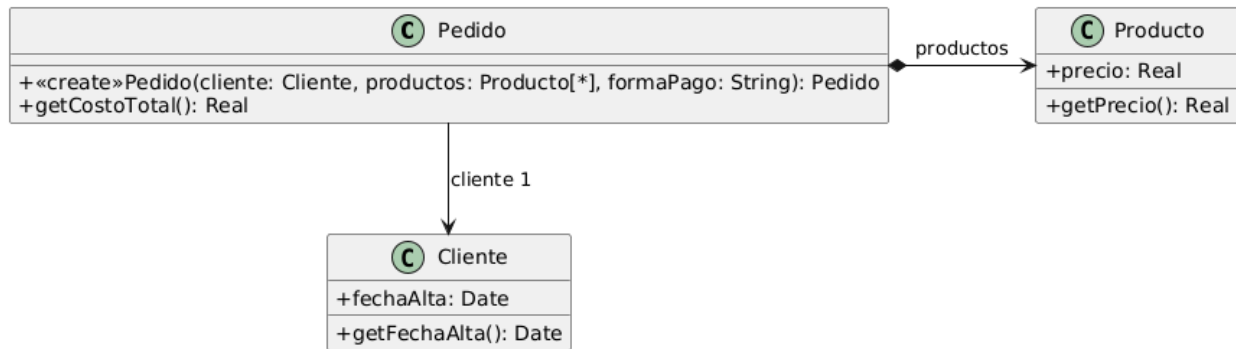 C Pedido
+«create»Pedido(cliente: Cliente, productos: Producto[*], formaPago: String): Pedido
+getCostoTotal(): Real
productos
C Producto
+precio: Real
+getPrecio(): Real
cliente 1
C Cliente
+fechaAlta: Date
+getFechaAlta(): Date